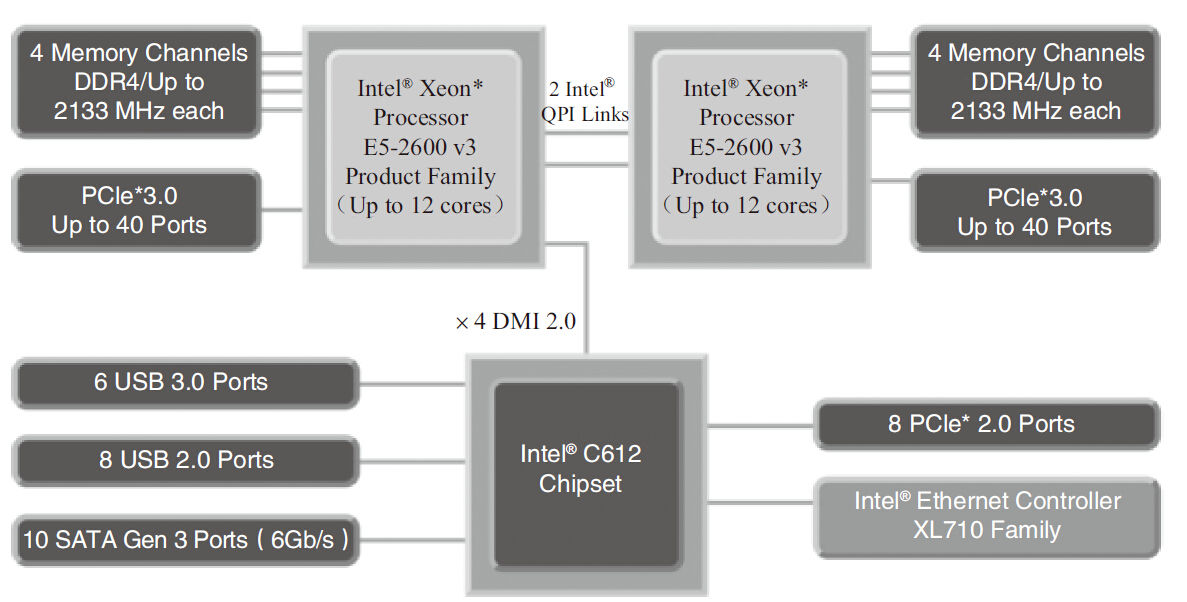 4 Memory Channels
DDR4/Up to
2133 MHz each
Intel® Xeon*
Processor
E5-2600 v3
Product Family
（Up to 12 cores）
2 Intel®
QPI Links
Intel® Xeon*
Processor
E5-2600 v3
Product Family
（Up to 12 cores）
4 Memory Channels
DDR4/Up to
2133 MHz each
PCIe*3.0
Up to 40 Ports
PCIe*3.0
Up to 40 Ports
× 4 DMI 2.0
6 USB 3.0 Ports
8 USB 2.0 Ports
10 SATA Gen 3 Ports（6Gb/s）
Intel® C612
Chipset
8 PCIe* 2.0 Ports
Intel® Ethernet Controller
XL710 Family